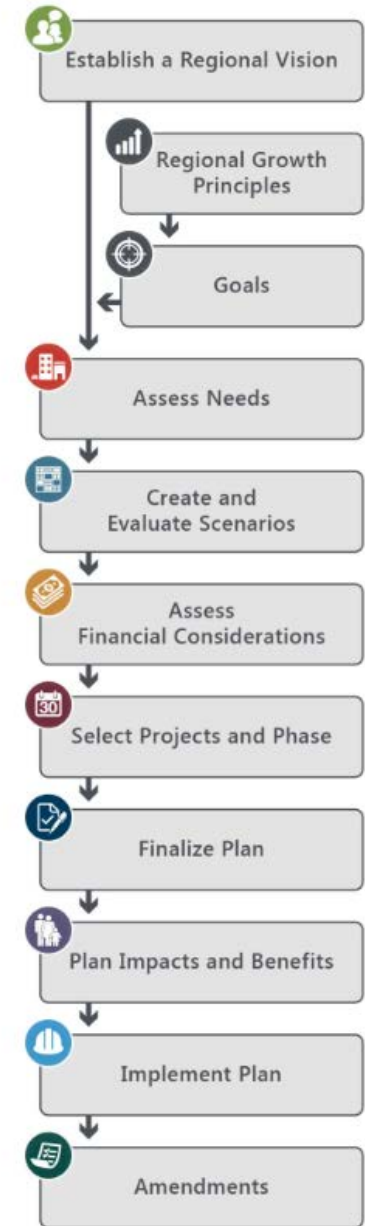 Establish a Regional Vision
Regional Growth
Principles
Goals
Assess Needs
Create and
Evaluate Scenarios
Assess
Financial Considerations
30
Select Projects and Phase
Finalize Plan
Plan Impacts and Benefits
Implement Plan
Amendments